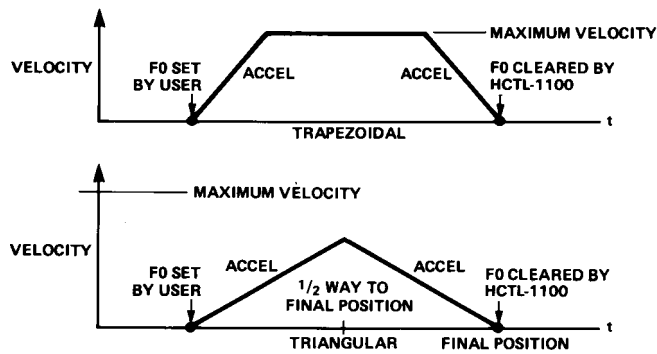 MAXIMUM VELOCITY
VELOCITY
F0 SET
BY USER
ACCEL
ACCEL
F0 CLEARED BY
HCTL-1100
TRAPEZOIDAL
t
MAXIMUM VELOCITY
VELOCITY
F0 SET
BY USER
ACCEL
1/2 WAY TO
FINAL POSITION
ACCEL
F0 CLEARED BY
HCTL-1100
t
TRIANGULAR
FINAL POSITION